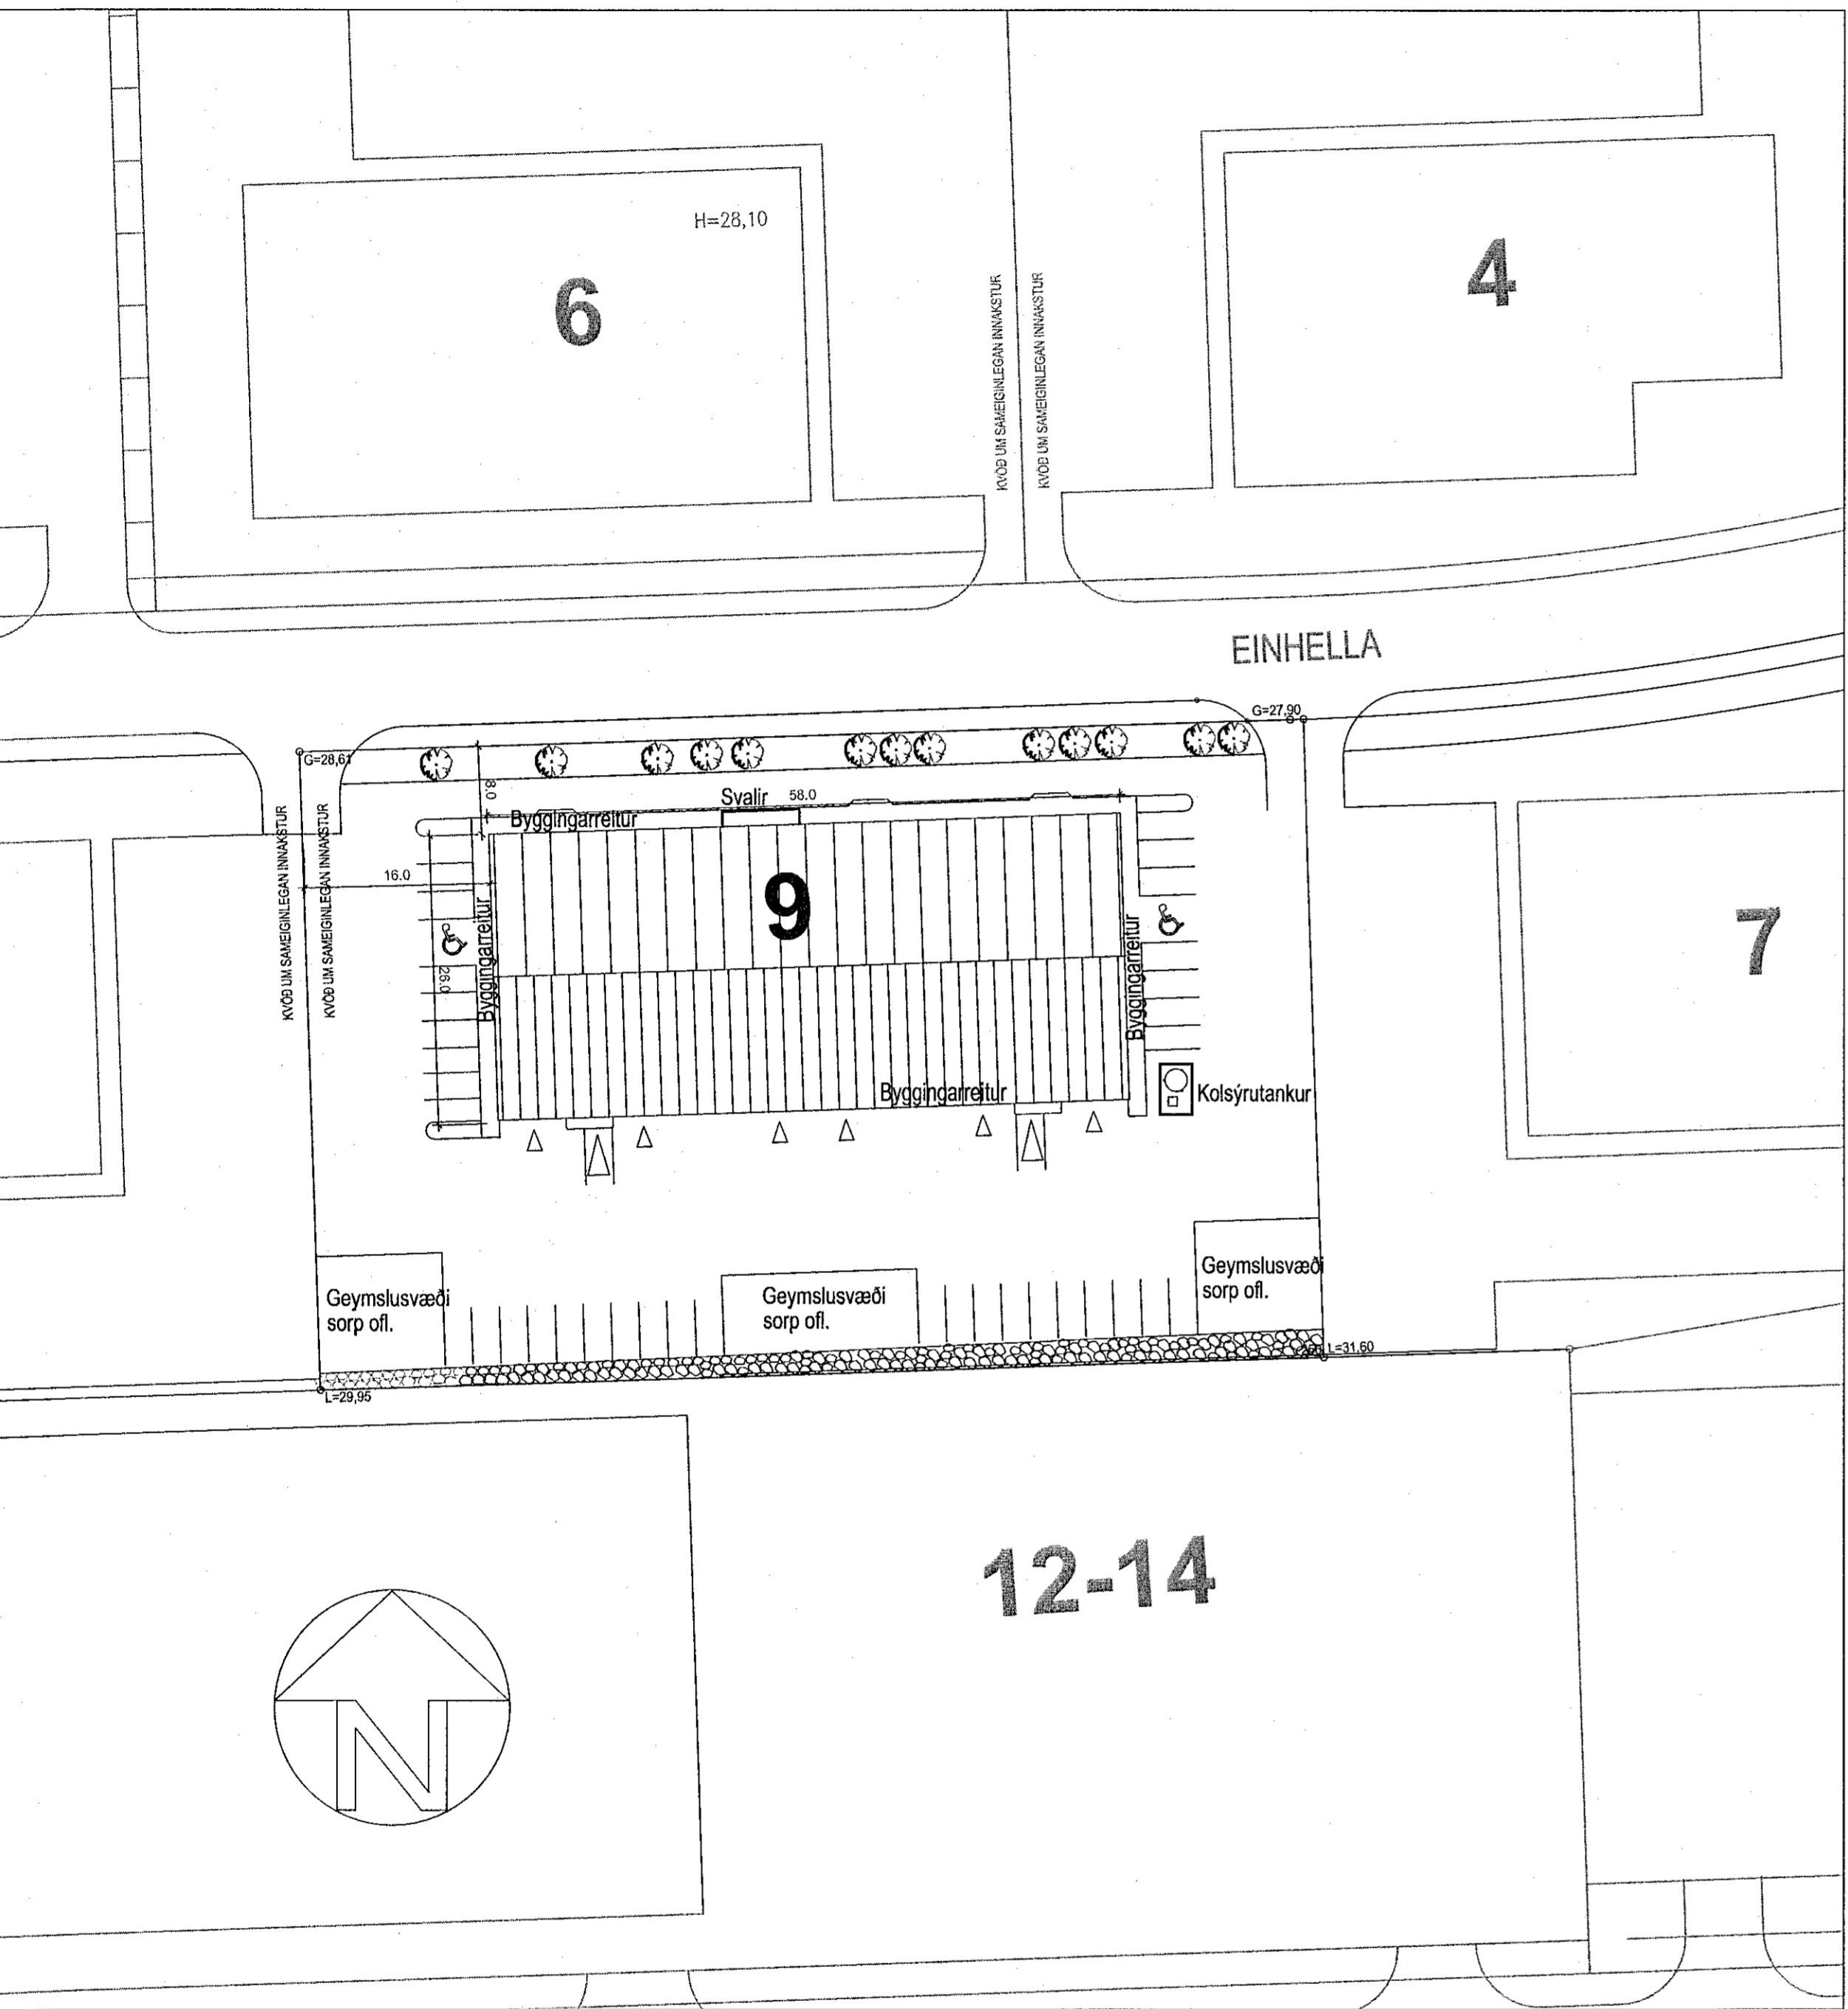 H=28,10
6
4
KVÖÐ UM SAMEIGINLEGAN INNAKSTUR
KVÖÐ UM SAMEIGINLEGAN INNAKSTUR
EINHELLA
G=27,90
G=28,61
8.0
Svalir
58.0
Byggingarreitur
KVÖÐ UM SAMEIGINLEGAN INNAKSTUR
KVÖÐ UM SAMEIGINLEGAN INNAKSTUR
16.0
9
26.0
Byggingarreitur
Byggingarreitur
7
Byggingarreitur
Kolsýrutankur
Geymslusvæði
sorp ofl.
Geymslusvæði
sorp ofl.
Geymslusvæði
sorp ofl.
L=31,60
L=29,95
12-14
N